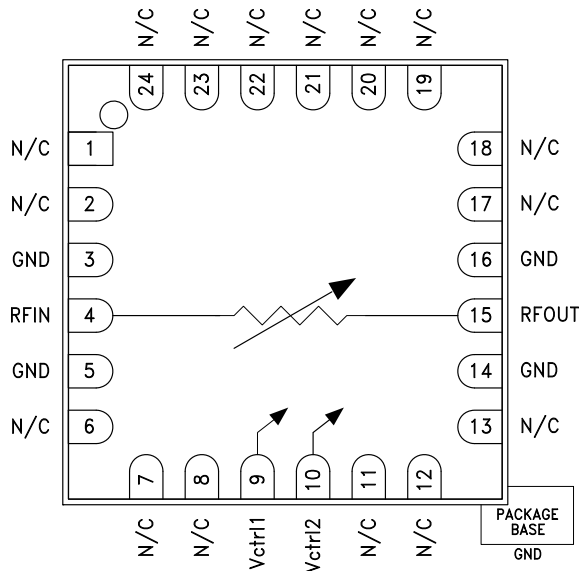 N/C N/C N/C N/C N/C N/C
24 23 22 21 20 19
N/C 1 18 N/C
N/C 2 17 N/C
GND 3 16 GND
RFIN 4 15 RFOUT
GND 5 14 GND
N/C 6 13 N/C
7 8 9 10 11 12
N/C N/C Vctrl1 Vctrl2 N/C N/C
PACKAGE
BASE
GND